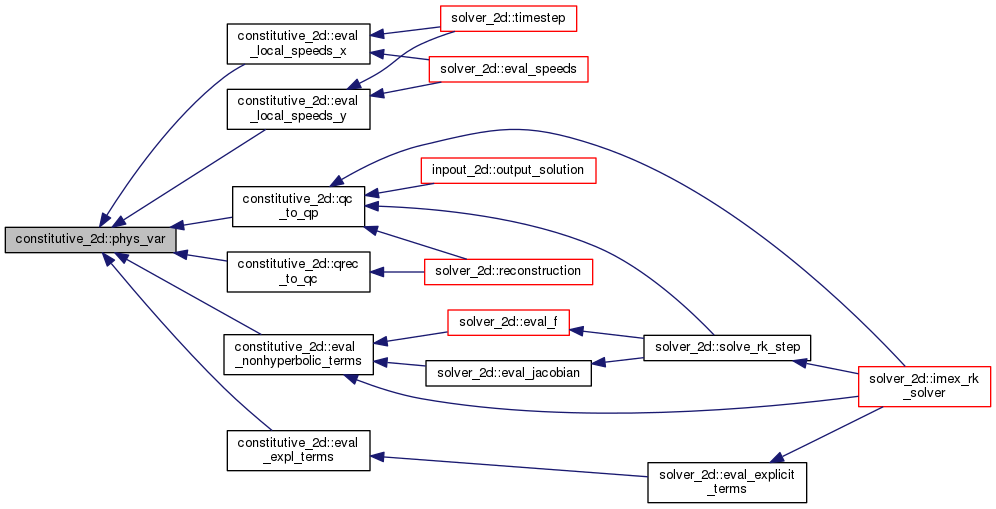 constitutive_2d::phys_var
constitutive_2d::eval
_local_speeds_x
constitutive_2d::eval
_local_speeds_y
constitutive_2d::qc
_to_qp
constitutive_2d::qrec
_to_qc
constitutive_2d::eval
_nonhyperbolic_terms
constitutive_2d::eval
_expl_terms
solver_2d::timestep
solver_2d::eval_speeds
inpout_2d::output_solution
solver_2d::reconstruction
solver_2d::eval_f
solver_2d::eval_jacobian
solver_2d::solve_rk_step
solver_2d::eval_explicit
_terms
solver_2d::imex_rk
_solver